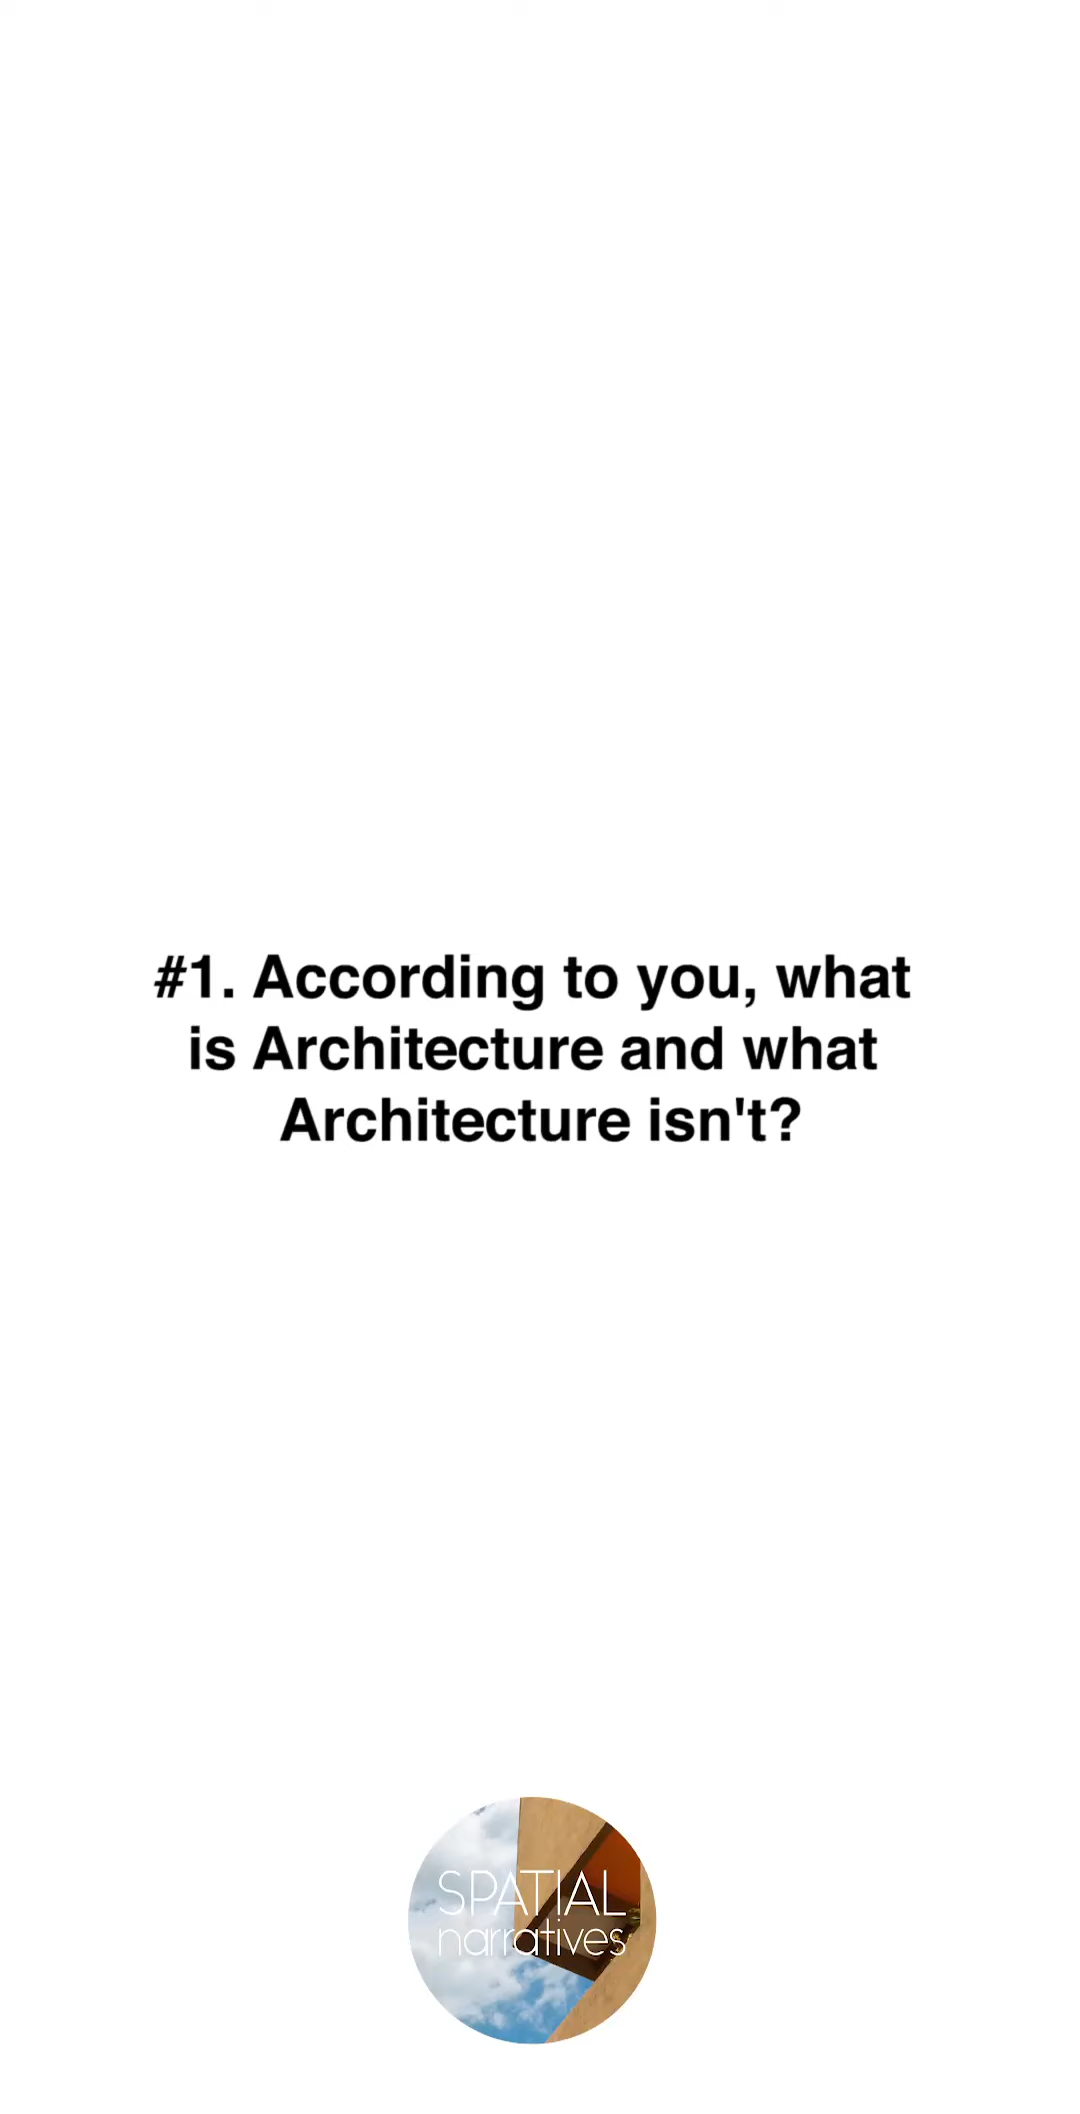 #1. According to you, what
is Architecture and what
Architecture isn't?
SPATIAL
narratives